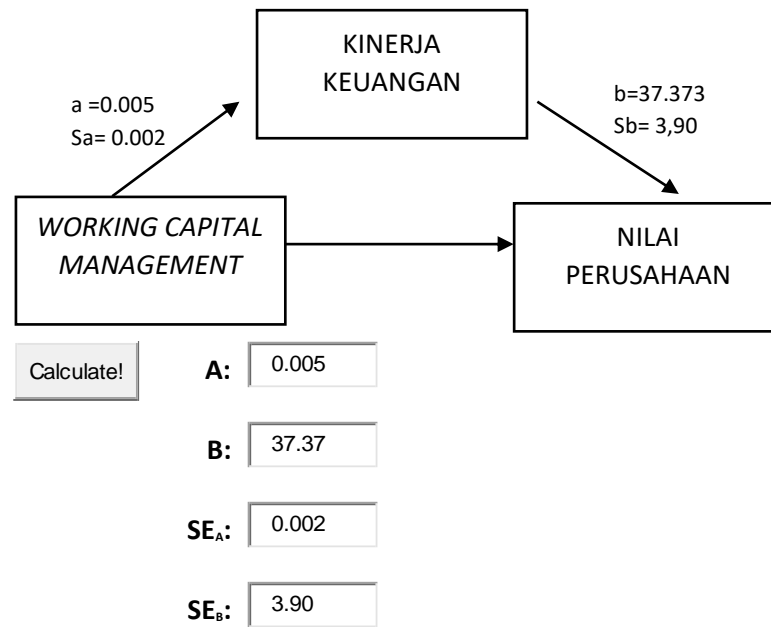 KINERJA
KEUANGAN
a =0.005
Sa= 0.002
b=37.373
Sb= 3,90
WORKING CAPITAL
MANAGEMENT
NILAI
PERUSAHAAN
Calculate!
A: 0.005
B: 37.37
SEA: 0.002
SEB: 3.90